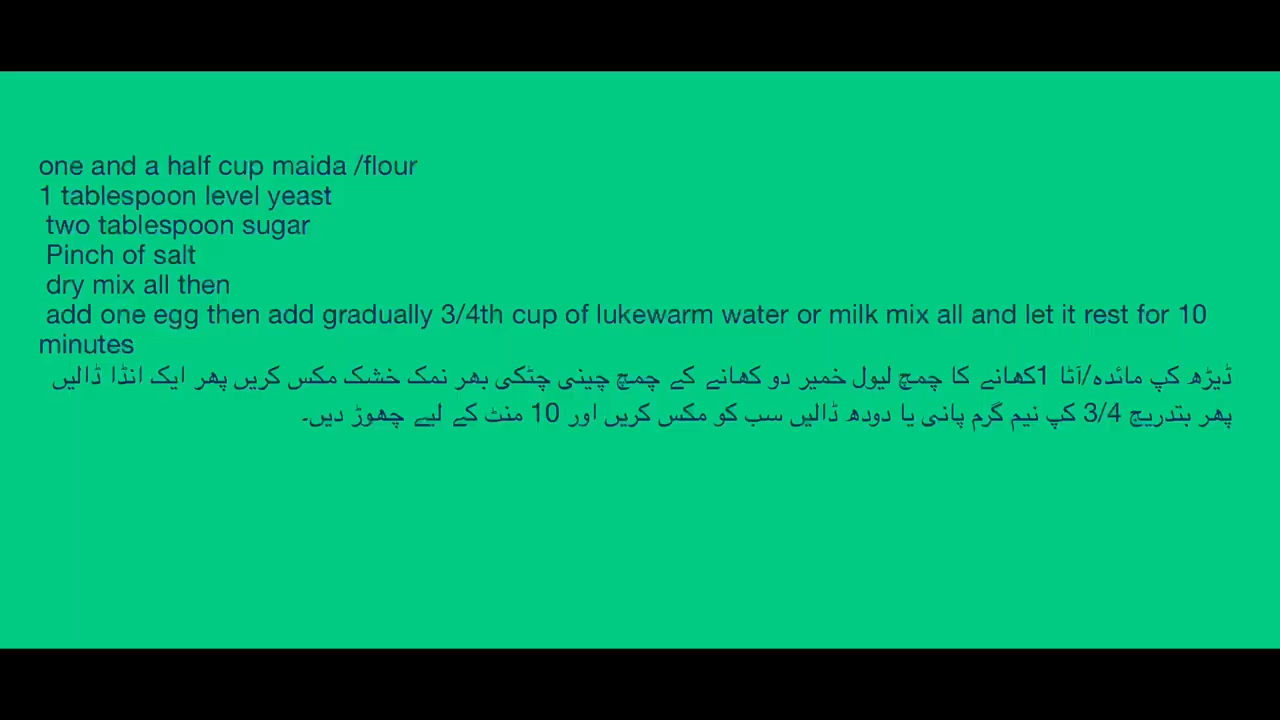 one and a half cup maida /flour
1 tablespoon level yeast
two tablespoon sugar
Pinch of salt
dry mix all then
add one egg then add gradually 3/4th cup of lukewarm water or milk mix all and let it rest for 10
minutes
ڈیڑھ کپ مائدہ/آٹا 1کھانے کا چمچ لیول خمیر دو کھانے کے چمچ چینی چٹکی بھر نمک خشک مکس کریں پھر ایک انڈا ڈالیں
پھر بتدریج 3/4 کپ نیم گرم پانی یا دودھ ڈالیں سب کو مکس کریں اور 10 منٹ کے لیے چھوڑ دیں۔